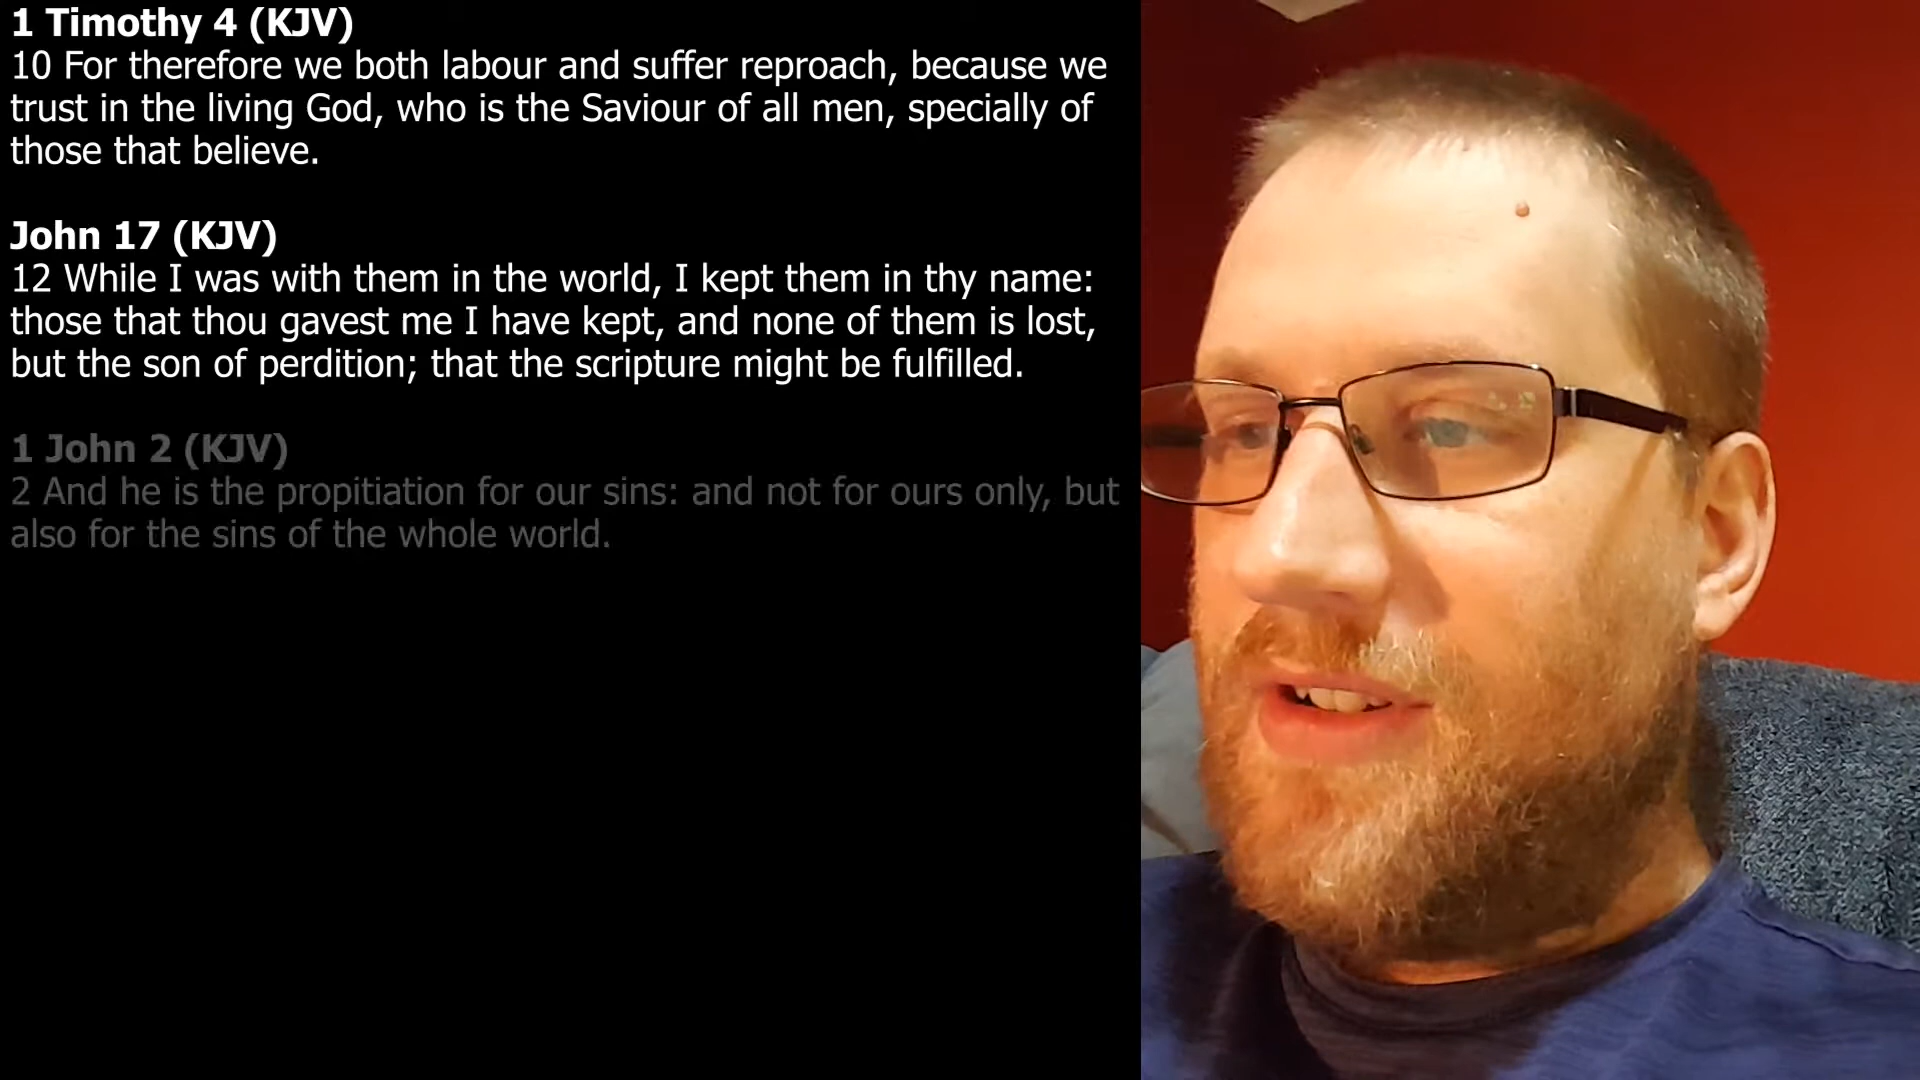 1 Timothy 4 (KJV)
10 For therefore we both labour and suffer reproach, because we
trust in the living God, who is the Saviour of all men, specially of
those that believe.
John 17 (KJV)
12 While I was with them in the world, I kept them in thy name:
those that thou gavest me I have kept, and none of them is lost,
but the son of perdition; that the scripture might be fulfilled.
1 John 2 (KJV)
2 And he is the propitiation for our sins: and not for ours only, but
also for the sins of the whole world.